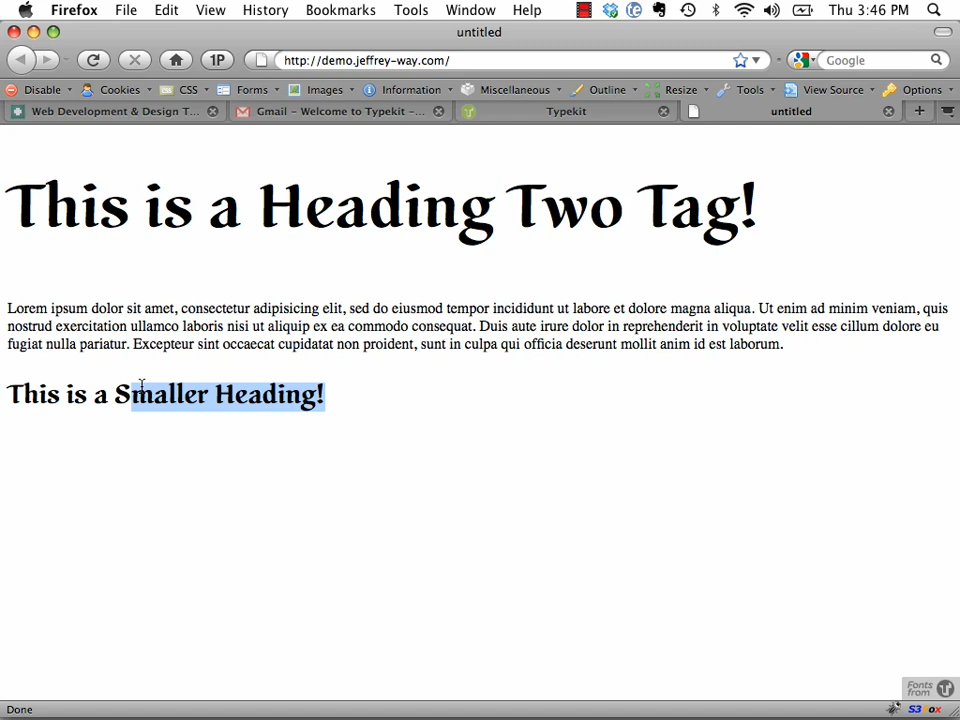 Firefox File Edit View History Bookmarks Tools Window Help Thu 3:46 PM
untitled
1P http://demo.jeffrey-way.com/ Google
Disable Cookies CSS Forms Images Information Miscellaneous Outline Resize Tools View Source Options
Web Development & Design T... Gmail – Welcome to Typekit –... Typekit untitled
This is a Heading Two Tag!
Lorem ipsum dolor sit amet, consectetur adipisicing elit, sed do eiusmod tempor incididunt ut labore et dolore magna aliqua. Ut enim ad minim veniam, quis
nostrud exercitation ullamco laboris nisi ut aliquip ex ea commodo consequat. Duis aute irure dolor in reprehenderit in voluptate velit esse cillum dolore eu
fugiat nulla pariatur. Excepteur sint occaecat cupidatat non proident, sunt in culpa qui officia deserunt mollit anim id est laborum.
This is a Smaller Heading!
Fonts
from
Done S3Fox